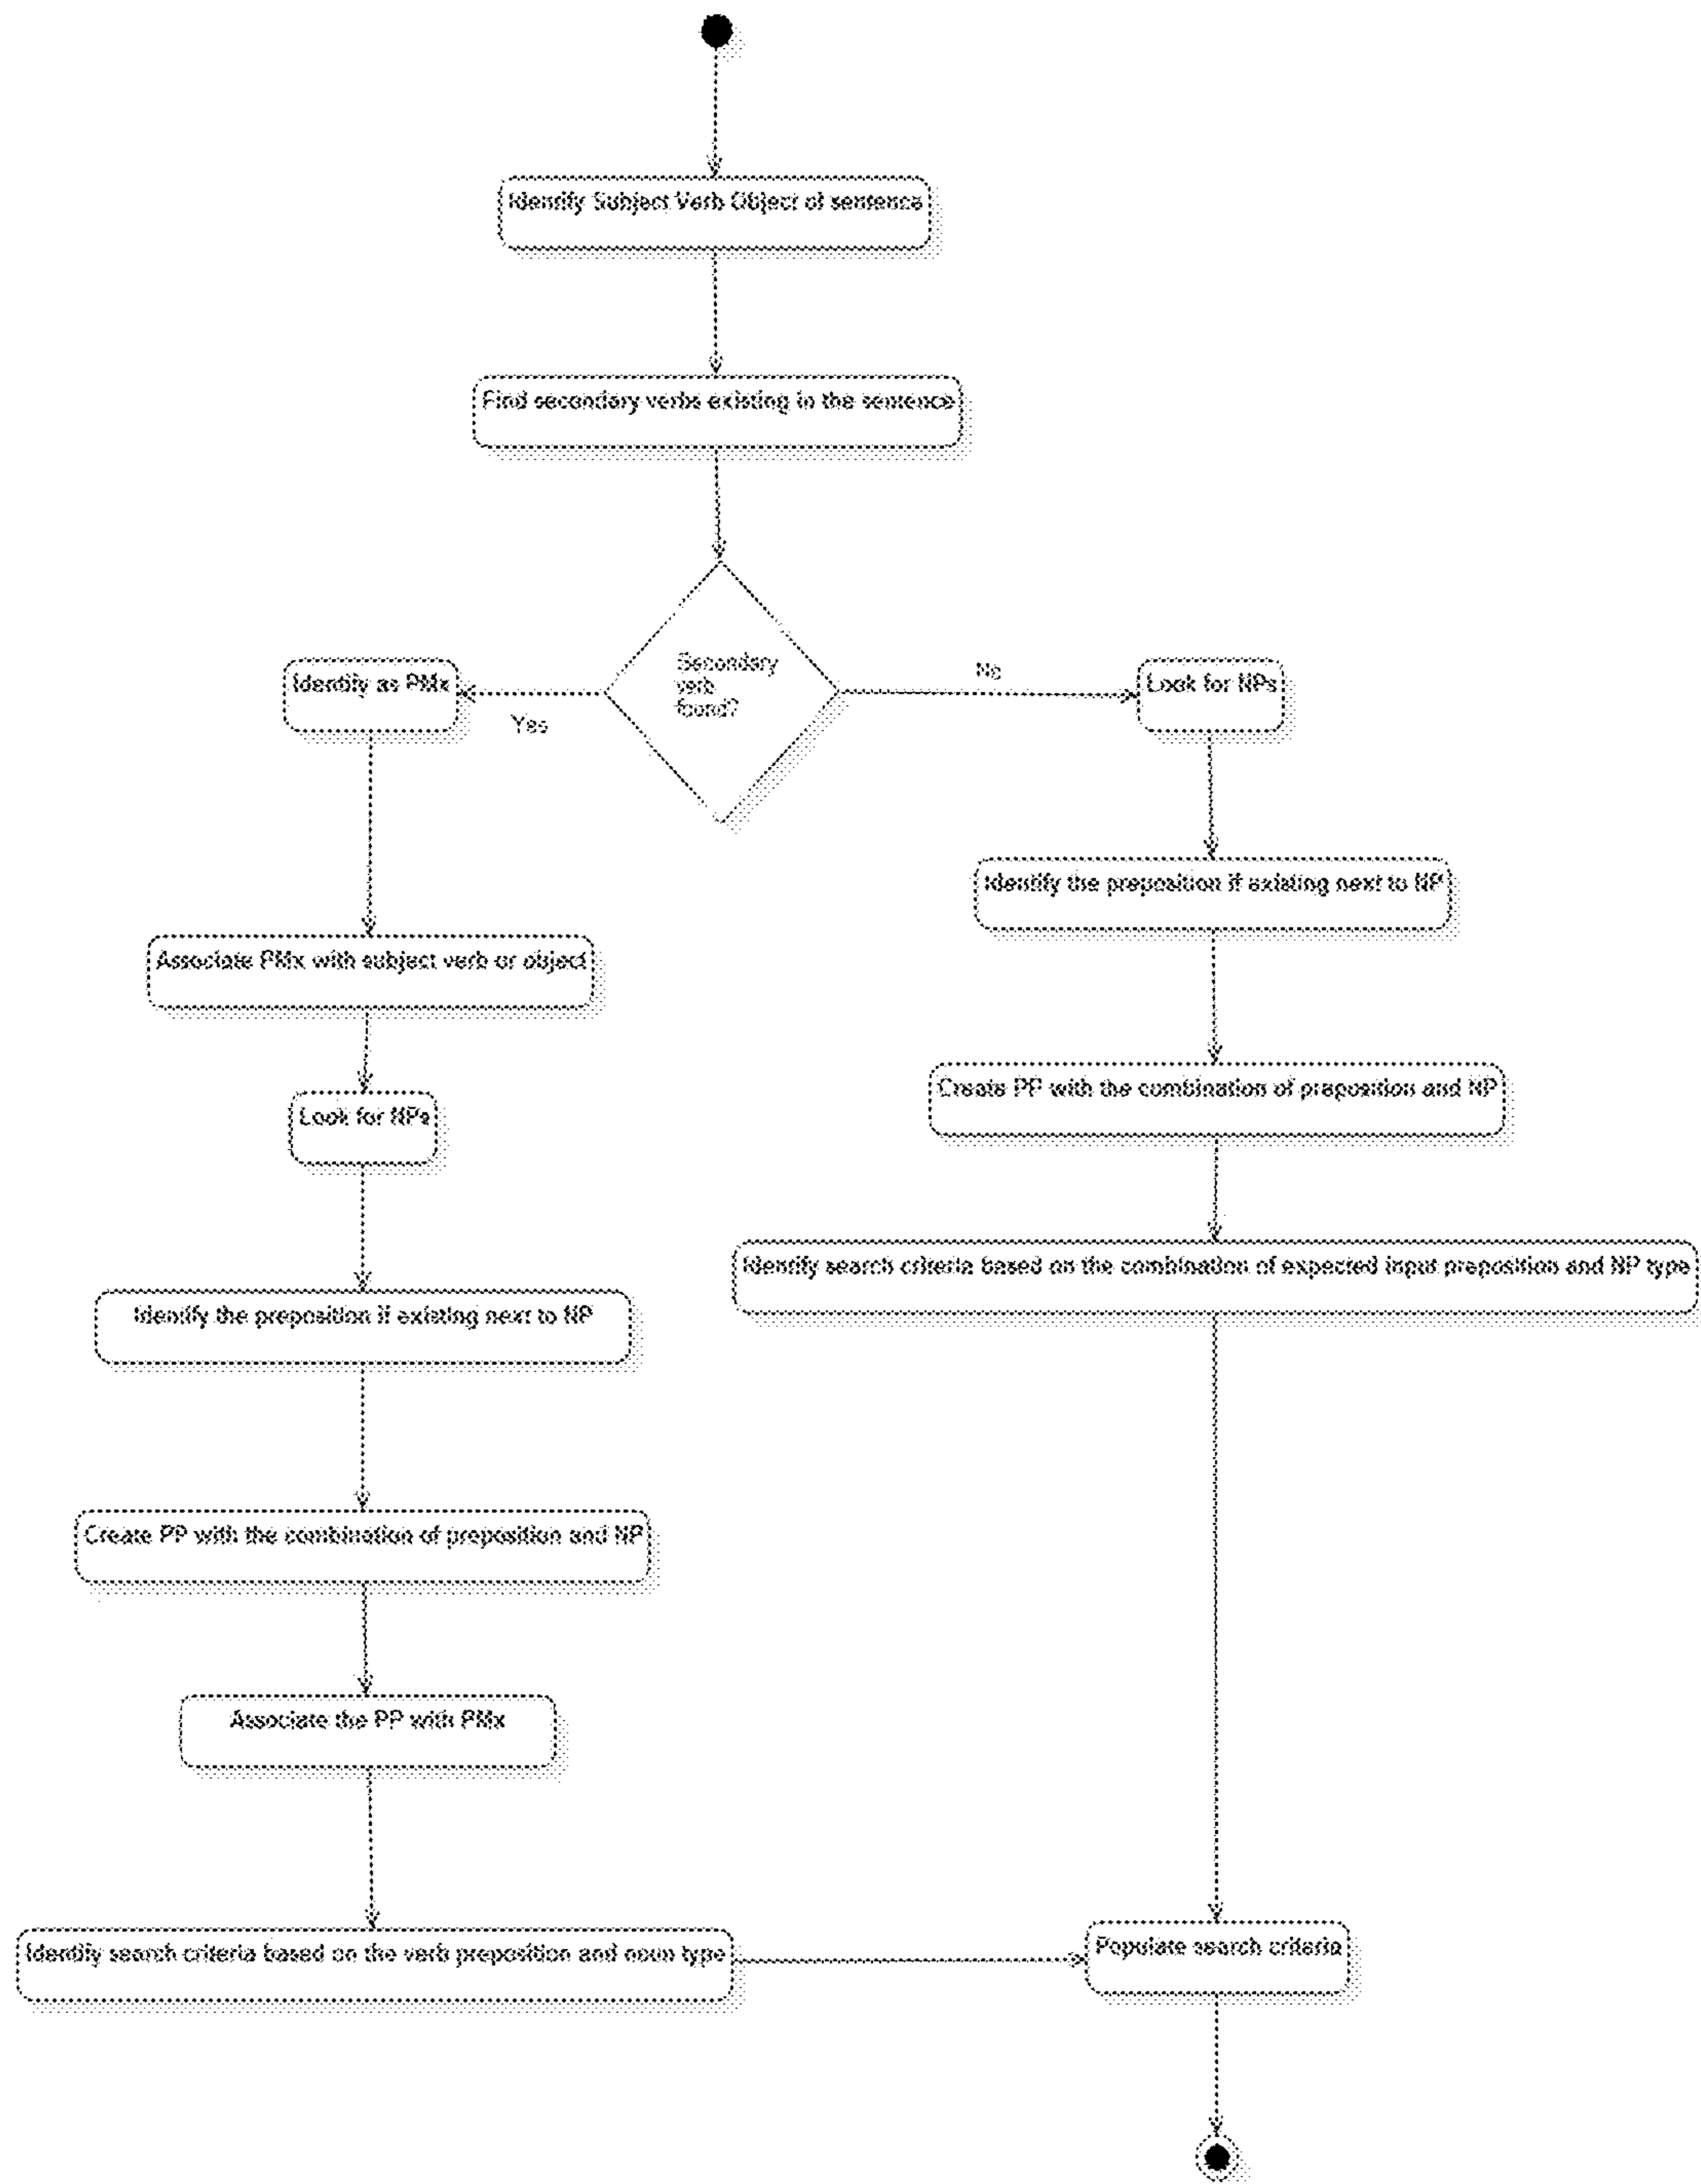 Identify Subject Verb Object of sentence
Find secondary verbs existing in the sentence
Secondary
verb
found?
Yes
No
Identify as PMx
Look for NPs
Identify the preposition if existing next to NP
Associate PMx with subject verb or object
Create PP with the combination of preposition and NP
Look for NPs
Identify search criteria based on the combination of expected input preposition and NP type
Identify the preposition if existing next to NP
Create PP with the combination of preposition and NP
Associate the PP with PMx
Identify search criteria based on the verb preposition and noun type
Populate search criteria